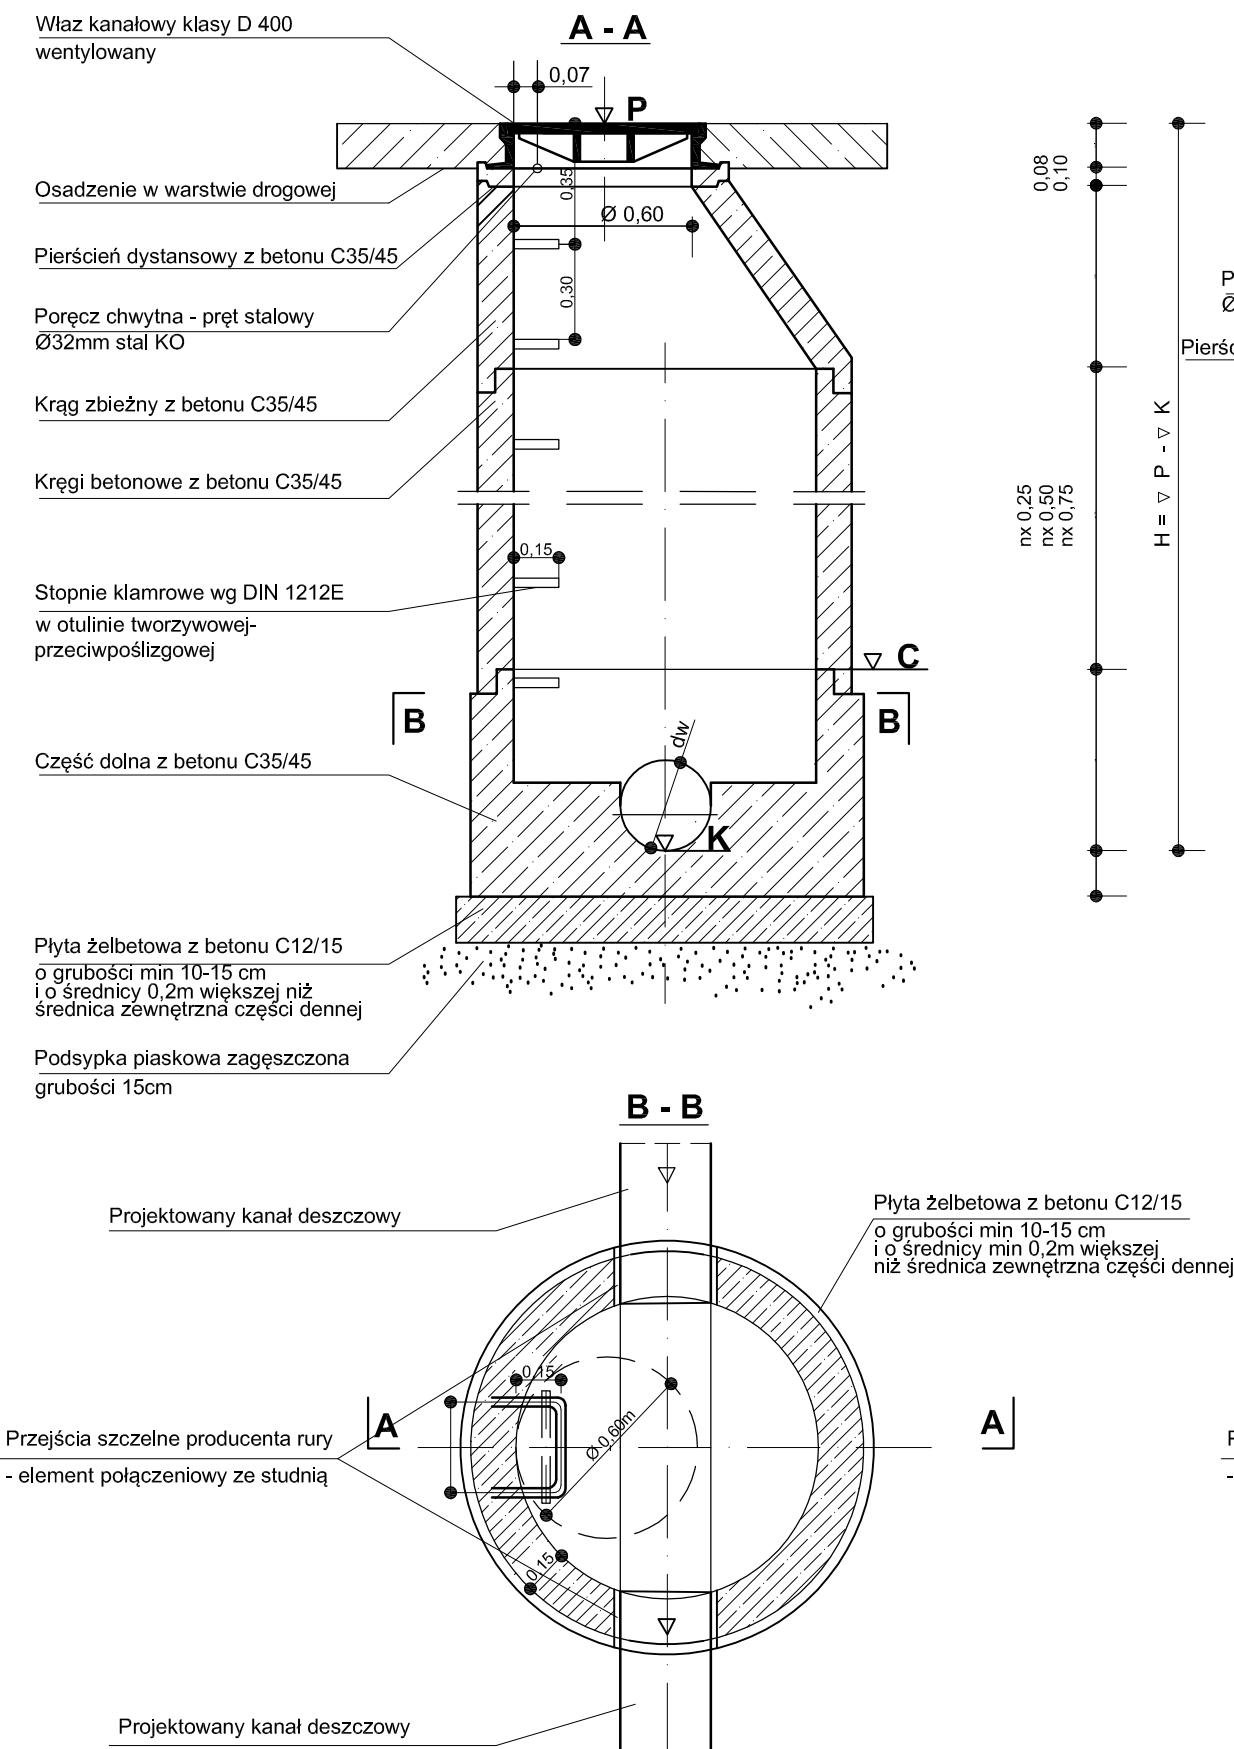 A - A
Właz kanałowy klasy D 400
wentylowany
0,07
P
Osadzenie w warstwie drogowej
0,35
0,08
0,10
Ø 0,60
Pierścień dystansowy z betonu C35/45
0,30
Poręcz chwytna - pręt stalowy
Ø32mm stal KO
Krąg zbieżny z betonu C35/45
Kręgi betonowe z betonu C35/45
nx 0,25
nx 0,50
nx 0,75
H = ▽ P - ▽ K
P
Ø
Pierść
0,15
Stopnie klamrowe wg DIN 1212E
w otulinie tworzywowej-
przeciwpoślizgowej
C
B
B
dw
Część dolna z betonu C35/45
K
Płyta żelbetowa z betonu C12/15
o grubości min 10-15 cm
i o średnicy 0,2m większej niż
średnica zewnętrzna części dennej
Podsypka piaskowa zagęszczona
grubości 15cm
B - B
Projektowany kanał deszczowy
Płyta żelbetowa z betonu C12/15
o grubości min 10-15 cm
i o średnicy min 0,2m większej
niż średnica zewnętrzna części dennej
0,15
A
A
Ø 0,60m
Przejścia szczelne producenta rury
- element połączeniowy ze studnią
P
-
0,15
Projektowany kanał deszczowy